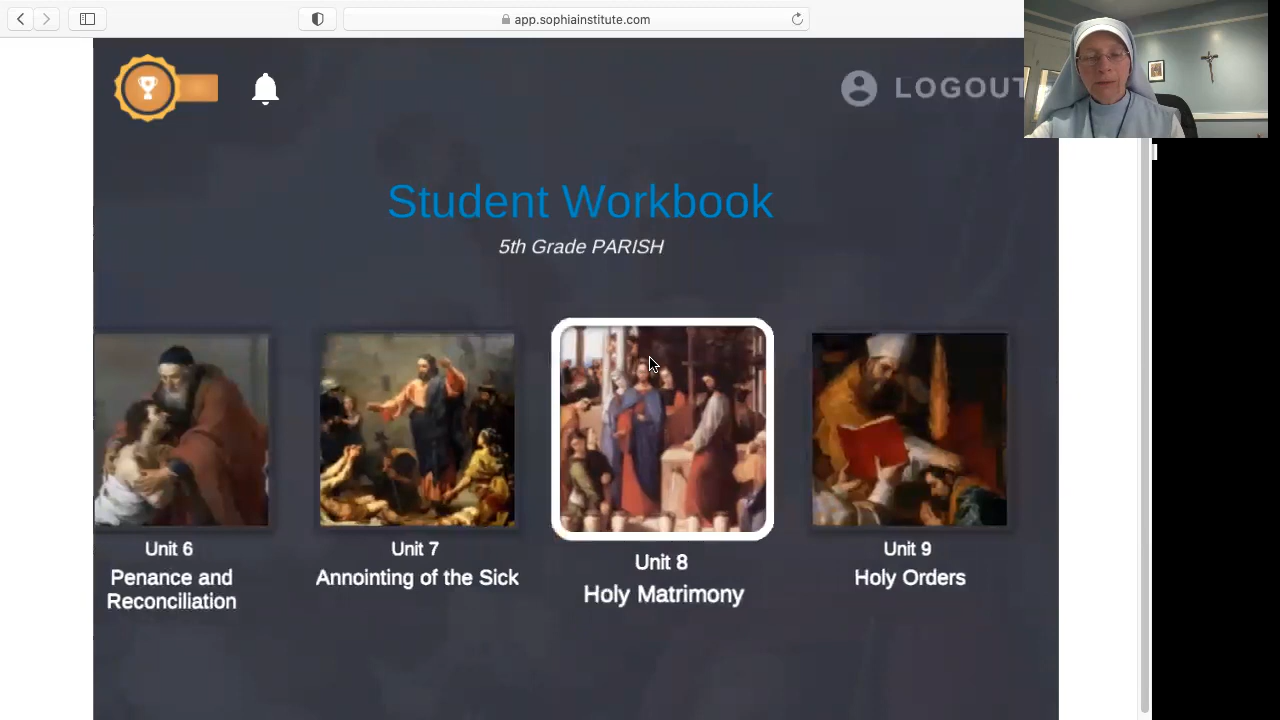 app.sophiainstitute.com
LOGOUT
Student Workbook
5th Grade PARISH
Unit 6
Penance and
Reconciliation
Unit 7
Annointing of the Sick
Unit 8
Holy Matrimony
Unit 9
Holy Orders